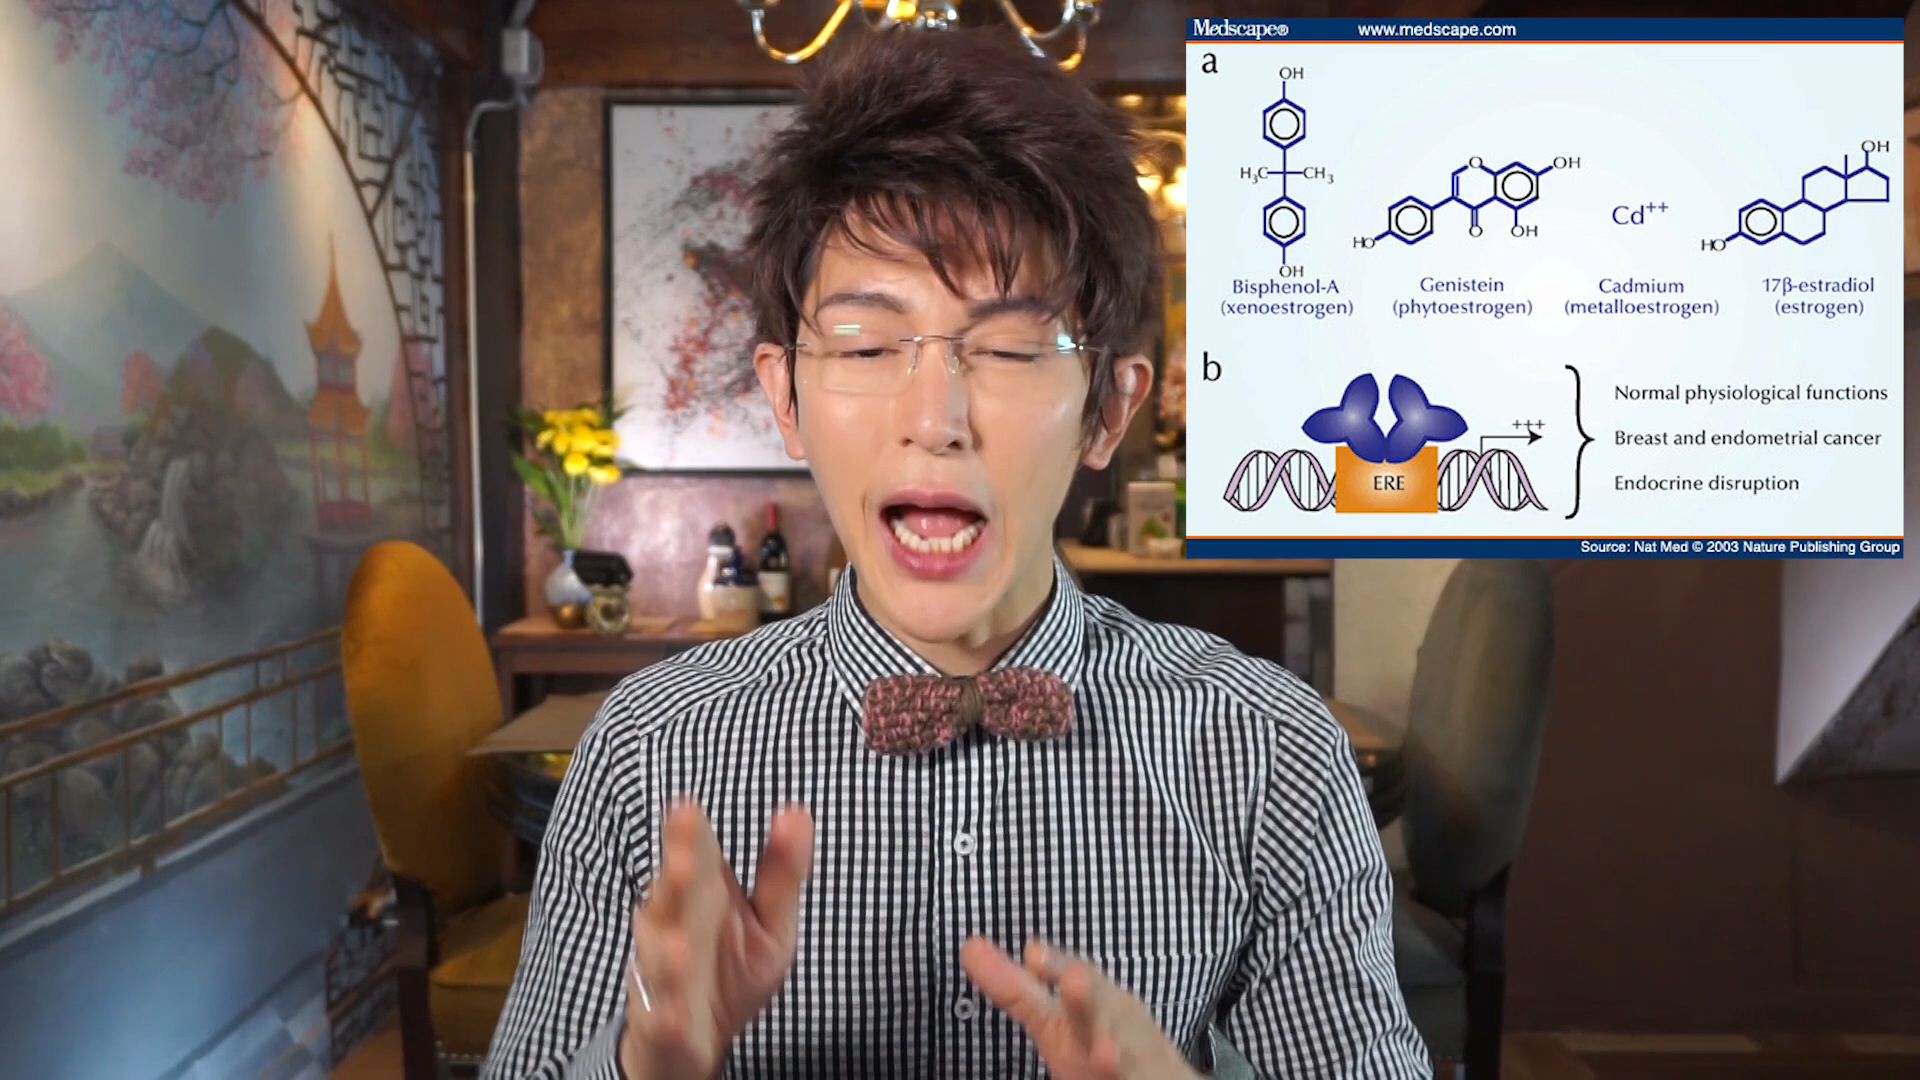 Medscape® www.medscape.com
a
OH
H₃C CH₃
OH
Bisphenol-A
(xenoestrogen)
O OH
HO O OH
Genistein
(phytoestrogen)
Cd⁺⁺
Cadmium
(metalloestrogen)
OH
HO
17β-estradiol
(estrogen)
b
ERE
+++
Normal physiological functions
Breast and endometrial cancer
Endocrine disruption
Source: Nat Med © 2003 Nature Publishing Group